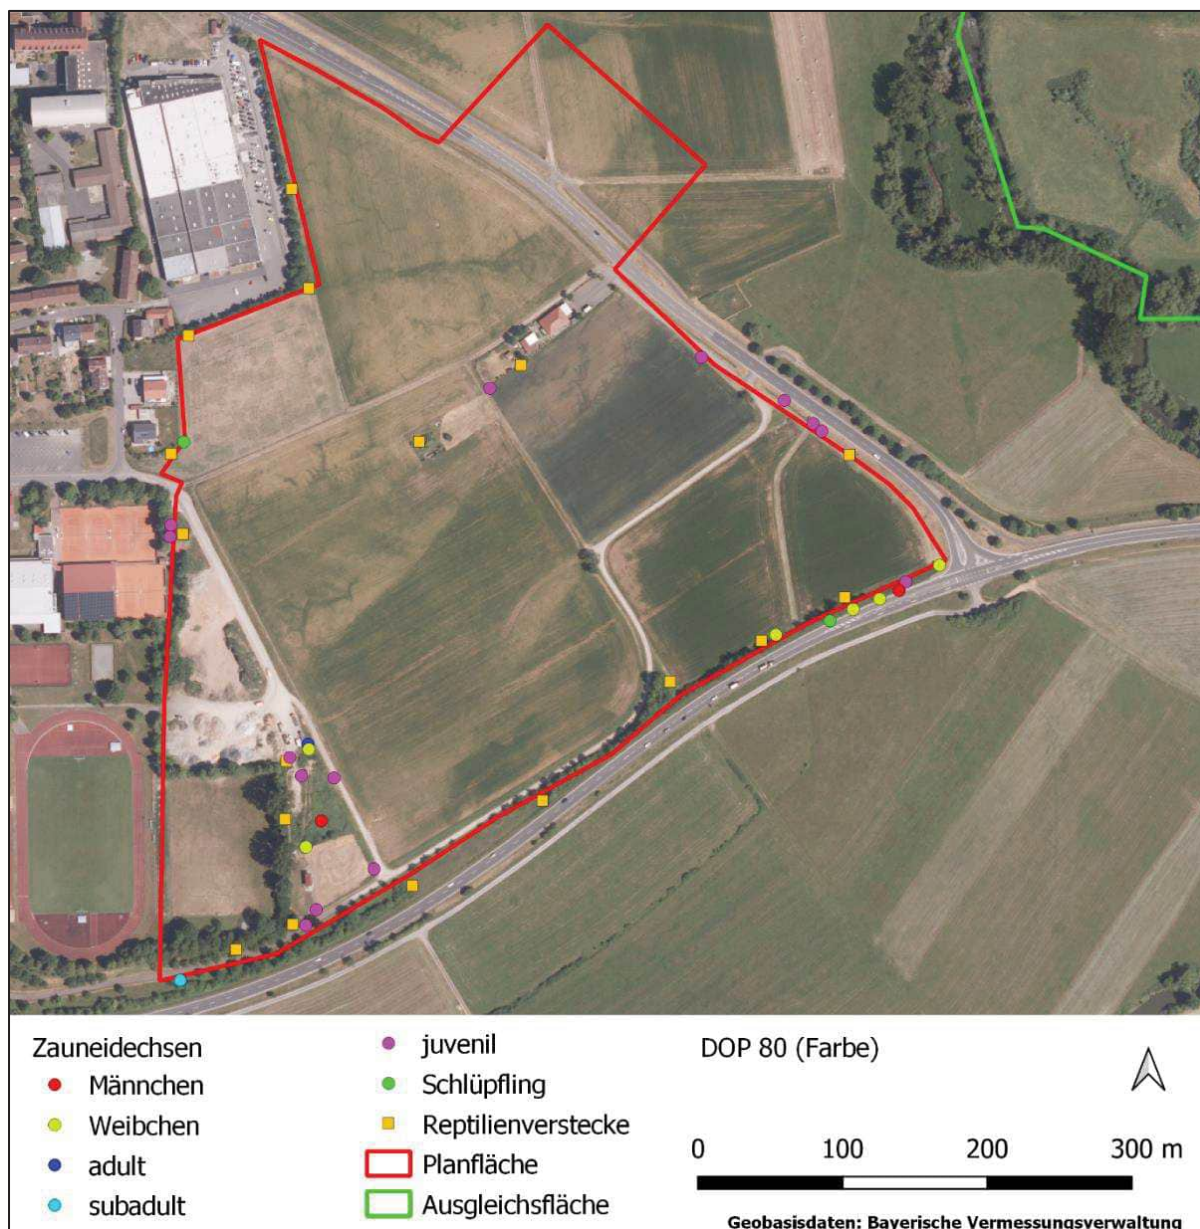 Zauneidechsen
Männchen
Weibchen
adult
subadult
juvenil
Schlüpfling
Reptilienverstecke
Planfläche
Ausgleichsfläche
DOP 80 (Farbe)
0 100 200 300 m
Geobasisdaten: Bayerische Vermessungsverwaltung